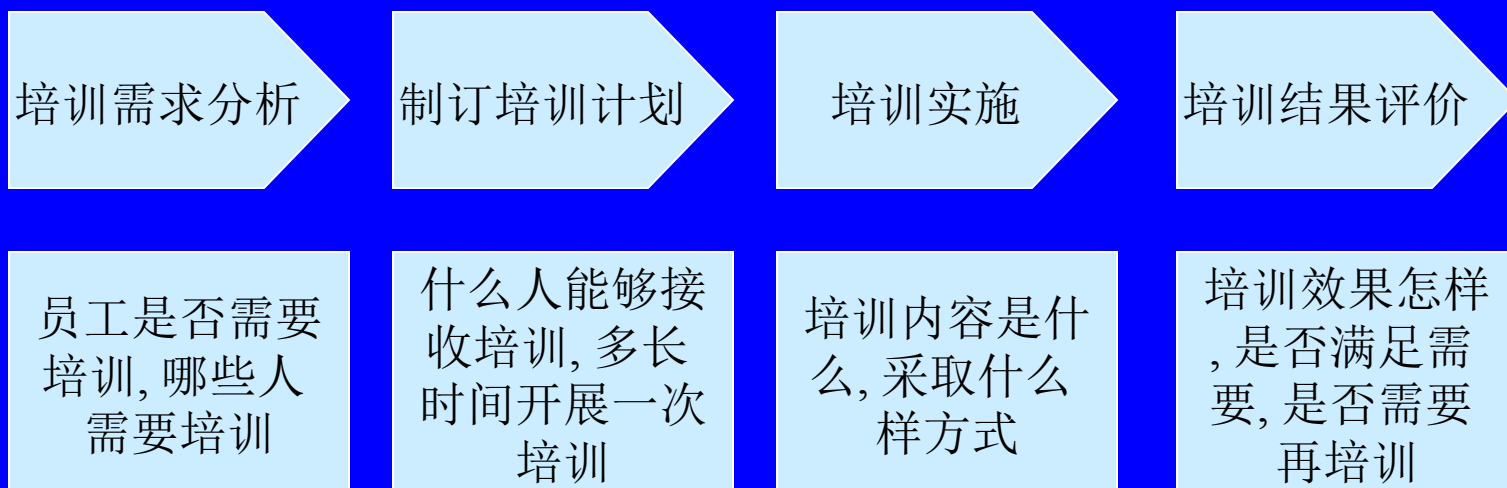 培训需求分析
制订培训计划
培训实施
培训结果评价
员工是否需要
培训, 哪些人
需要培训
什么人能够接
收培训, 多长
时间开展一次
培训
培训内容是什
么, 采取什么
样方式
培训效果怎样
, 是否满足需
要, 是否需要
再培训